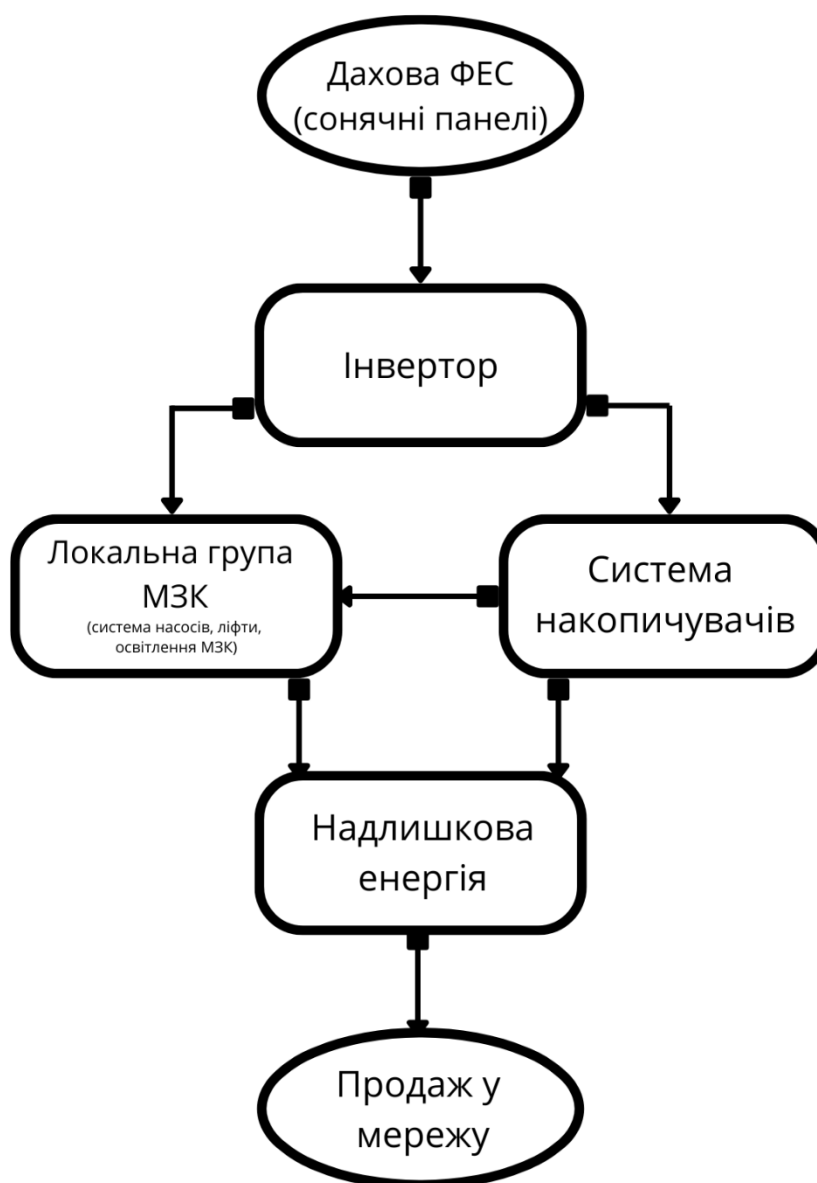 Дахова ФЕС
(сонячні панелі)
Інвертор
Локальна група
МЗК
(система насосів, ліфти,
освітлення МЗК)
Система
накопичувачів
Надлишкова
енергія
Продаж у
мережу